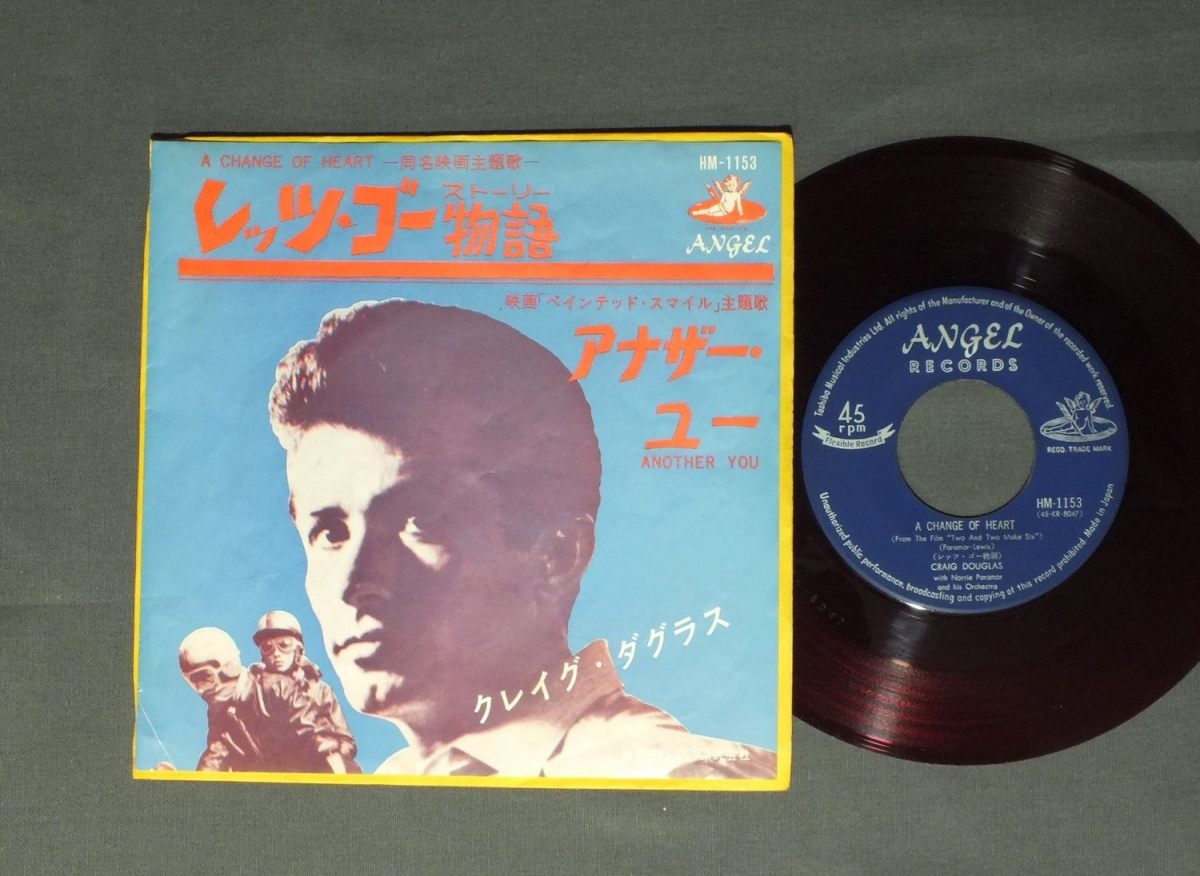 A CHANGE OF HEART —同名映画主題歌—
レッツ・ゴー物語
ストーリー
HM-1153
ANGEL
映画「ペインテッド・スマイル」主題歌
アナザー・
ユー
ANOTHER YOU
クレイグ・ダグラス
Toshiba Musical Industries Ltd. All rights of the Manufacturer and of the Owner of the recorded work reserved.
ANGEL
RECORDS
45
rpm
Flexible Record
REGD. TRADE MARK
HM-1153
(45-KR-8047)
A CHANGE OF HEART
(From The Film "Two And Two Make Six")
(Paramor-Lewis)
(レッツ・ゴー物語)
CRAIG DOUGLAS
with Norrie Paramor
and his Orchestra
Unauthorized public performance, broadcasting and copying of this record prohibited. Made in Japan
8047